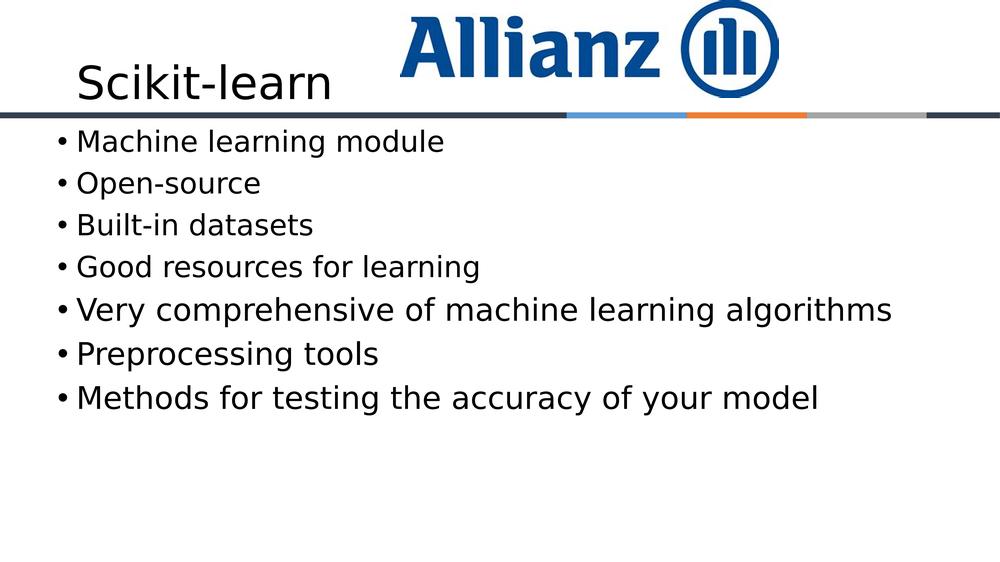 Allianz
Scikit-learn
• Machine learning module
• Open-source
• Built-in datasets
• Good resources for learning
• Very comprehensive of machine learning algorithms
• Preprocessing tools
• Methods for testing the accuracy of your model